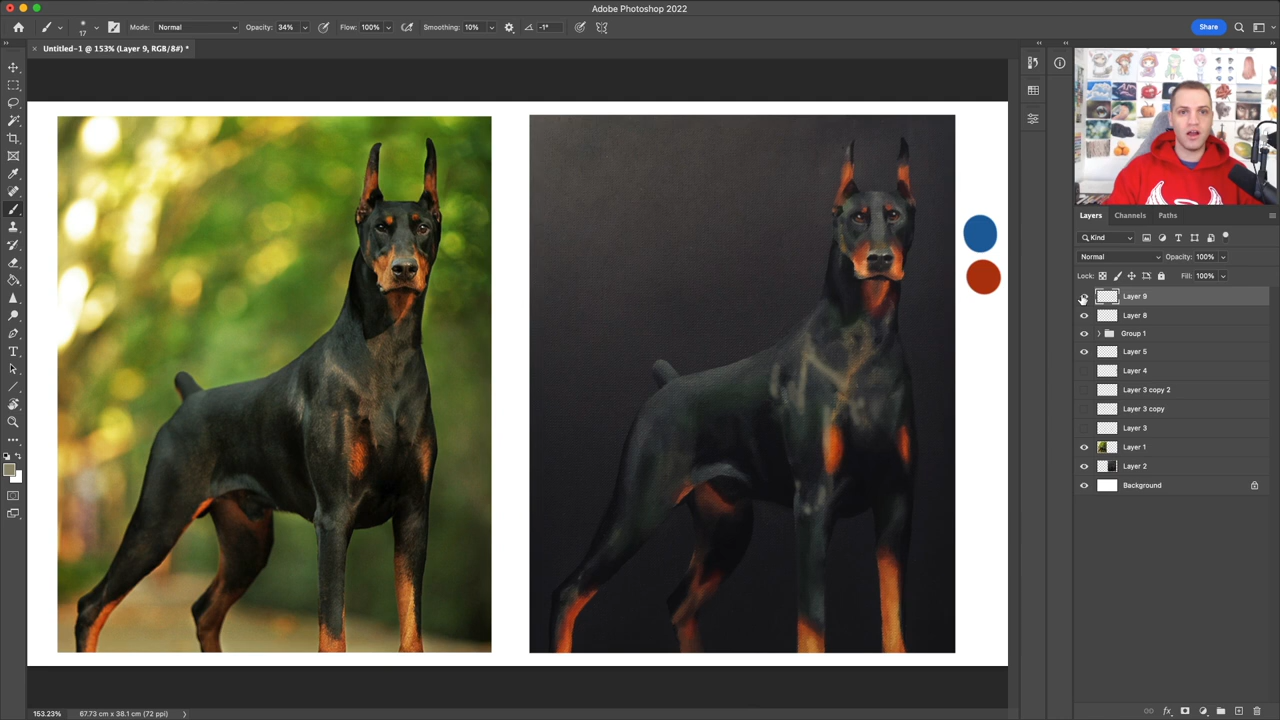 Adobe Photoshop 2022
17
Mode: Normal Opacity: 34% Flow: 100% Smoothing: 10% -1° Share
Untitled-1 @ 153% (Layer 9, RGB/8#) *
Layers Channels Paths
Kind
Normal Opacity: 100%
Lock: Fill: 100%
Layer 9
Layer 8
Group 1
Layer 5
Layer 4
Layer 3 copy 2
Layer 3 copy
Layer 3
Layer 1
Layer 2
Background
fx
153.23% 67.73 cm x 38.1 cm (72 ppi)